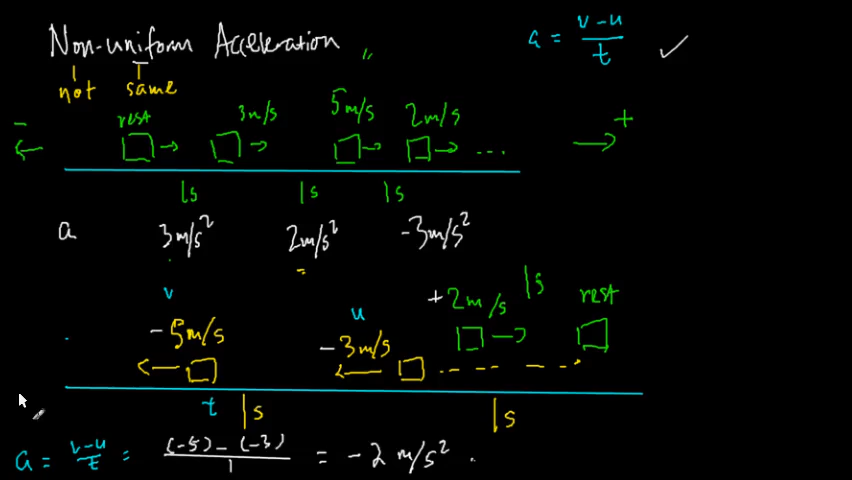 Non-uniform Acceleration
a = v-u / t
not same
- rest 3m/s 5m/s 2m/s ... +
1s 1s 1s
a 3m/s² 2m/s² -3m/s²
v u +2m/s 1s rest
-5m/s -3m/s
t 1s 1s
a = v-u / t = (-5) - (-3) / 1 = -2 m/s².